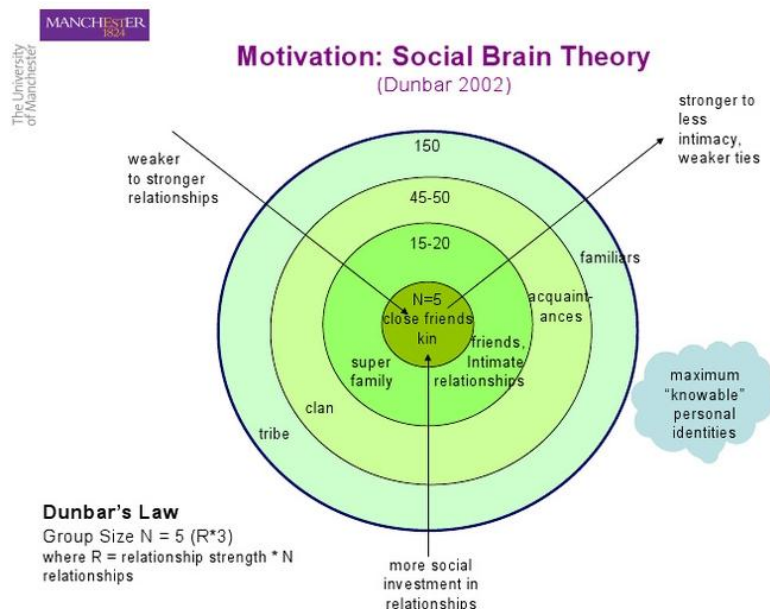 MANCHESTER
1824
The University
of Manchester
Motivation: Social Brain Theory
(Dunbar 2002)
stronger to
less
intimacy,
weaker ties
weaker
to stronger
relationships
150
45-50
15-20
familiars
acquaint-
ances
N=5
close friends
kin
friends,
Intimate
relationships
super
family
clan
tribe
maximum
“knowable”
personal
identities
Dunbar’s Law
Group Size N = 5 (R*3)
where R = relationship strength * N
relationships
more social
investment in
relationships